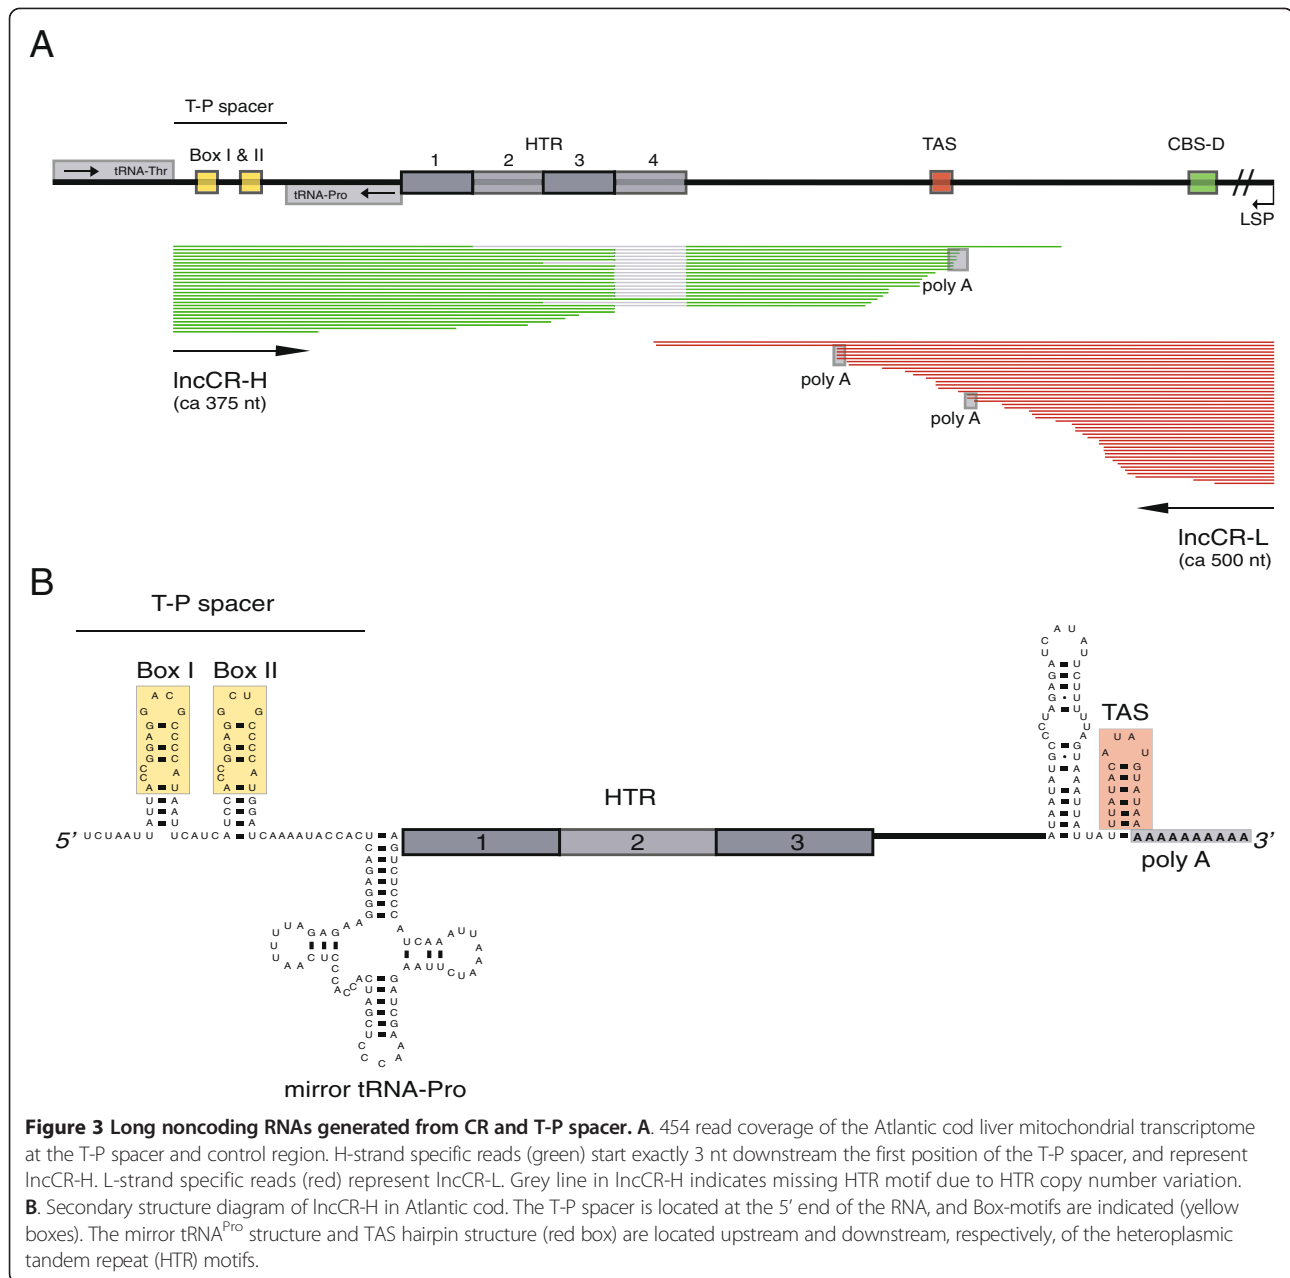 A
T-P spacer
Box I & II
HTR
TAS
CBS-D
1 2 3 4
tRNA-Thr
tRNA-Pro
LSP
poly A
lncCR-H
(ca 375 nt)
poly A
poly A
lncCR-L
(ca 500 nt)
B
T-P spacer
Box I Box II
TAS
HTR
5’ UCUAAUU UCAUCA UCAAAAUACCACU
1 2 3
AAAAAAAAAA 3’
poly A
mirror tRNA-Pro
Figure 3 Long noncoding RNAs generated from CR and T-P spacer. A. 454 read coverage of the Atlantic cod liver mitochondrial transcriptome
at the T-P spacer and control region. H-strand specific reads (green) start exactly 3 nt downstream the first position of the T-P spacer, and represent
lncCR-H. L-strand specific reads (red) represent lncCR-L. Grey line in lncCR-H indicates missing HTR motif due to HTR copy number variation.
B. Secondary structure diagram of lncCR-H in Atlantic cod. The T-P spacer is located at the 5’ end of the RNA, and Box-motifs are indicated (yellow
boxes). The mirror tRNAPro structure and TAS hairpin structure (red box) are located upstream and downstream, respectively, of the heteroplasmic
tandem repeat (HTR) motifs.